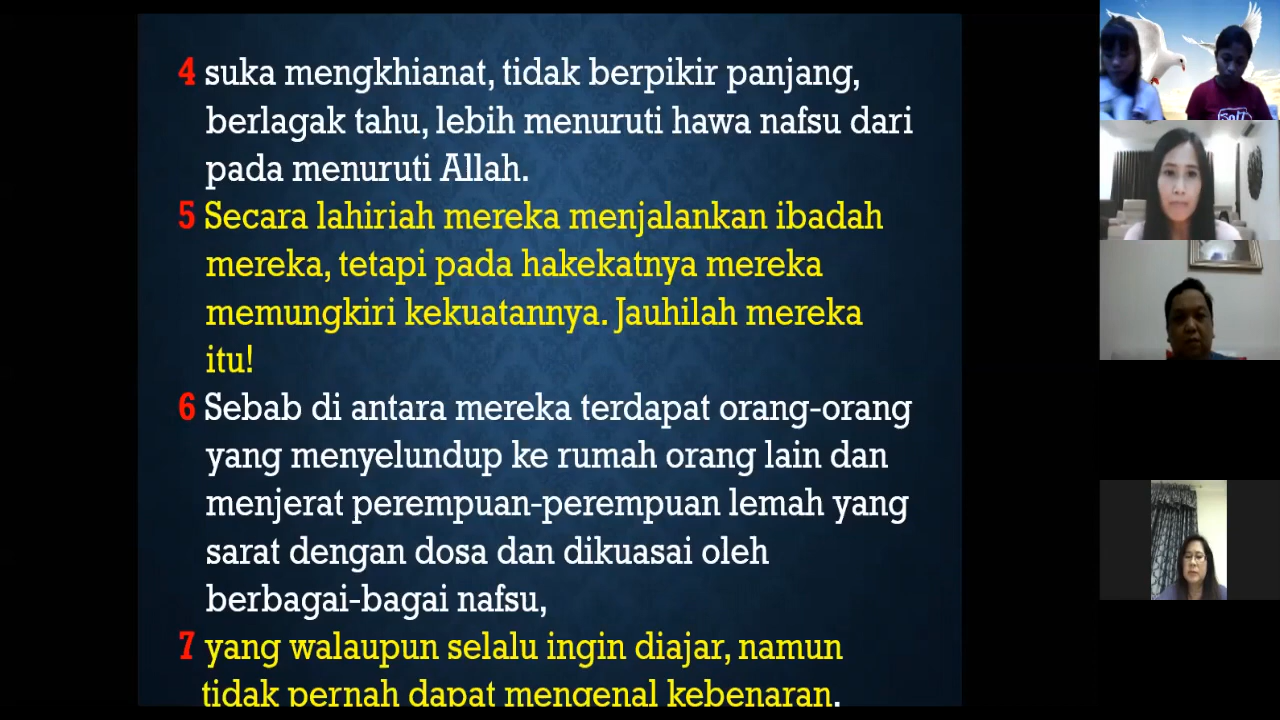 4 suka mengkhianat, tidak berpikir panjang,
berlagak tahu, lebih menuruti hawa nafsu dari
pada menuruti Allah.
5 Secara lahiriah mereka menjalankan ibadah
mereka, tetapi pada hakekatnya mereka
memungkiri kekuatannya. Jauhilah mereka
itu!
6 Sebab di antara mereka terdapat orang-orang
yang menyelundup ke rumah orang lain dan
menjerat perempuan-perempuan lemah yang
sarat dengan dosa dan dikuasai oleh
berbagai-bagai nafsu,
7 yang walaupun selalu ingin diajar, namun
tidak pernah dapat mengenal kebenaran.